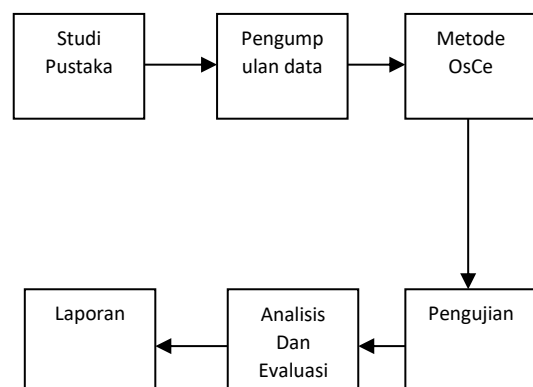 Studi
Pustaka
Pengump
ulan data
Metode
OsCe
Laporan
Analisis
Dan
Evaluasi
Pengujian